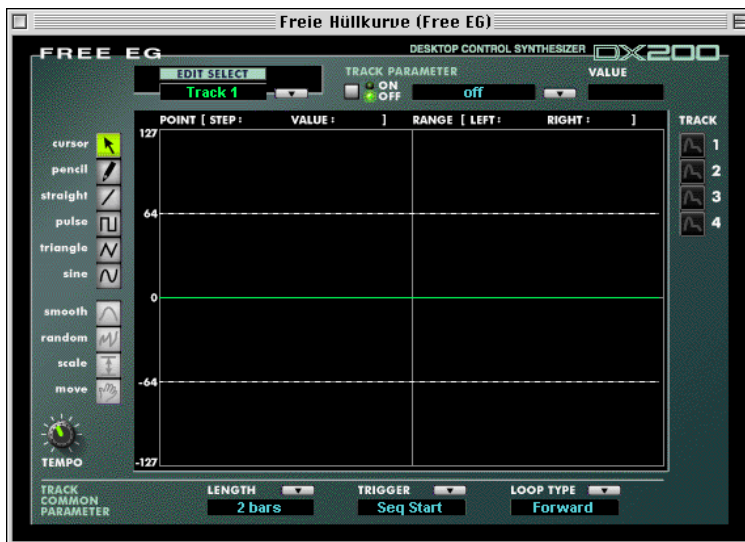 Freie Hüllkurve (Free EG)
FREE EG
DESKTOP CONTROL SYNTHESIZER DX200
EDIT SELECT
Track 1
TRACK PARAMETER
ON
OFF
off
VALUE
POINT [ STEP : VALUE : ] RANGE [ LEFT : RIGHT : ]
TRACK
127
64
0
-64
-127
cursor
pencil
straight
pulse
triangle
sine
smooth
random
scale
move
TEMPO
1
2
3
4
TRACK
COMMON
PARAMETER
LENGTH
2 bars
TRIGGER
Seq Start
LOOP TYPE
Forward